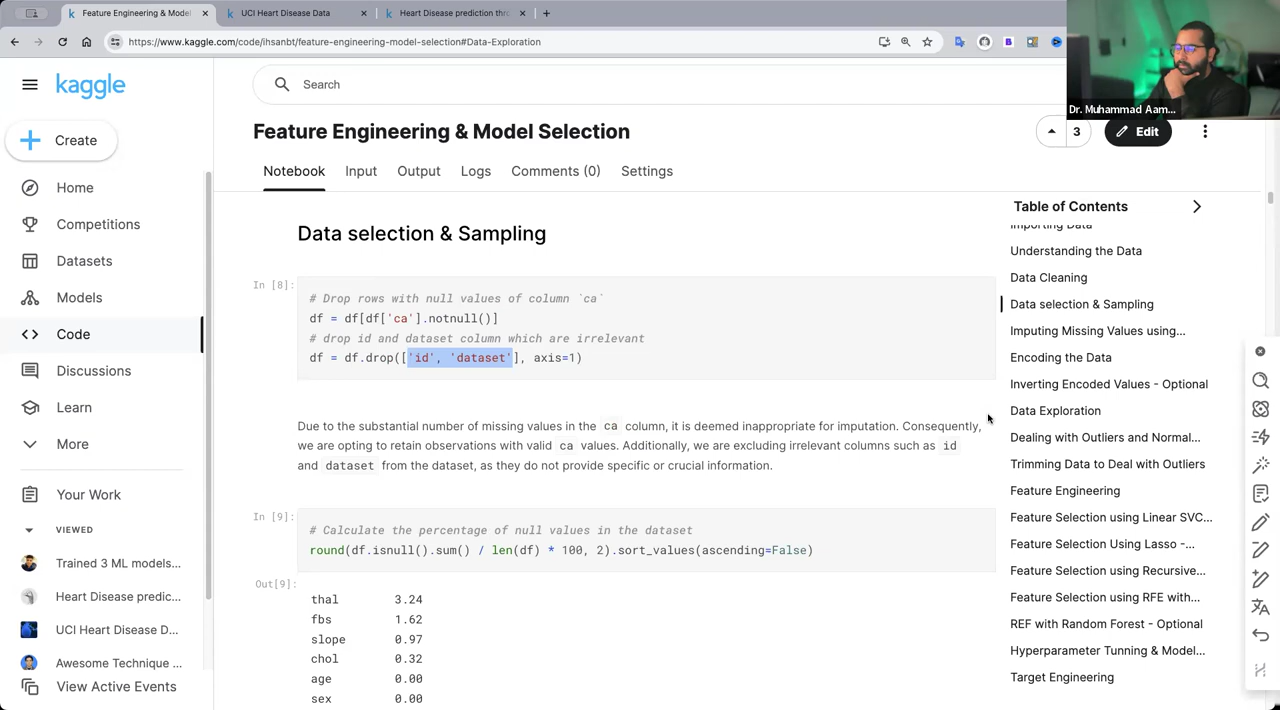 Feature Engineering & Model
UCI Heart Disease Data
Heart Disease prediction thro
https://www.kaggle.com/code/ihsanbt/feature-engineering-model-selection#Data-Exploration
Dr. Muhammad Aam...
kaggle
Search
Create
Feature Engineering & Model Selection
3
Edit
Notebook
Input
Output
Logs
Comments (0)
Settings
Home
Competitions
Datasets
Models
Code
Discussions
Learn
More
Your Work
VIEWED
Trained 3 ML models...
Heart Disease predic...
UCI Heart Disease D...
Awesome Technique ...
View Active Events
Data selection & Sampling
In [8]:
# Drop rows with null values of column `ca`
df = df[df['ca'].notnull()]
# drop id and dataset column which are irrelevant
df = df.drop(['id', 'dataset'], axis=1)
Due to the substantial number of missing values in the ca column, it is deemed inappropriate for imputation. Consequently,
we are opting to retain observations with valid ca values. Additionally, we are excluding irrelevant columns such as id
and dataset from the dataset, as they do not provide specific or crucial information.
In [9]:
# Calculate the percentage of null values in the dataset
round(df.isnull().sum() / len(df) * 100, 2).sort_values(ascending=False)
Out[9]:
thal 3.24
fbs 1.62
slope 0.97
chol 0.32
age 0.00
sex 0.00
Table of Contents
Importing Data
Understanding the Data
Data Cleaning
Data selection & Sampling
Imputing Missing Values using...
Encoding the Data
Inverting Encoded Values - Optional
Data Exploration
Dealing with Outliers and Normal...
Trimming Data to Deal with Outliers
Feature Engineering
Feature Selection using Linear SVC...
Feature Selection Using Lasso -...
Feature Selection using Recursive...
Feature Selection using RFE with...
REF with Random Forest - Optional
Hyperparameter Tunning & Model...
Target Engineering